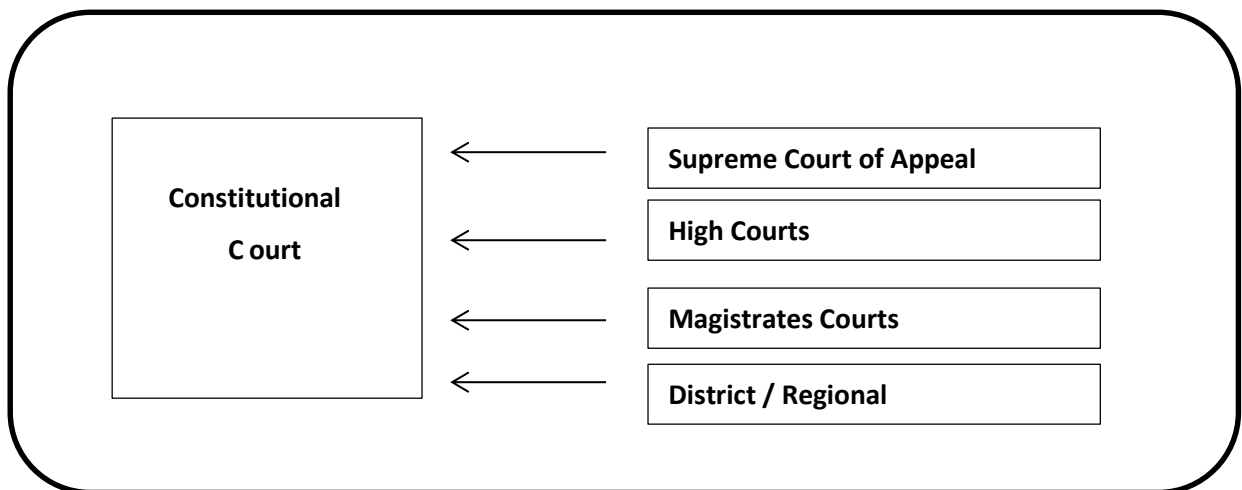 Constitutional
C ourt
Supreme Court of Appeal
High Courts
Magistrates Courts
District / Regional